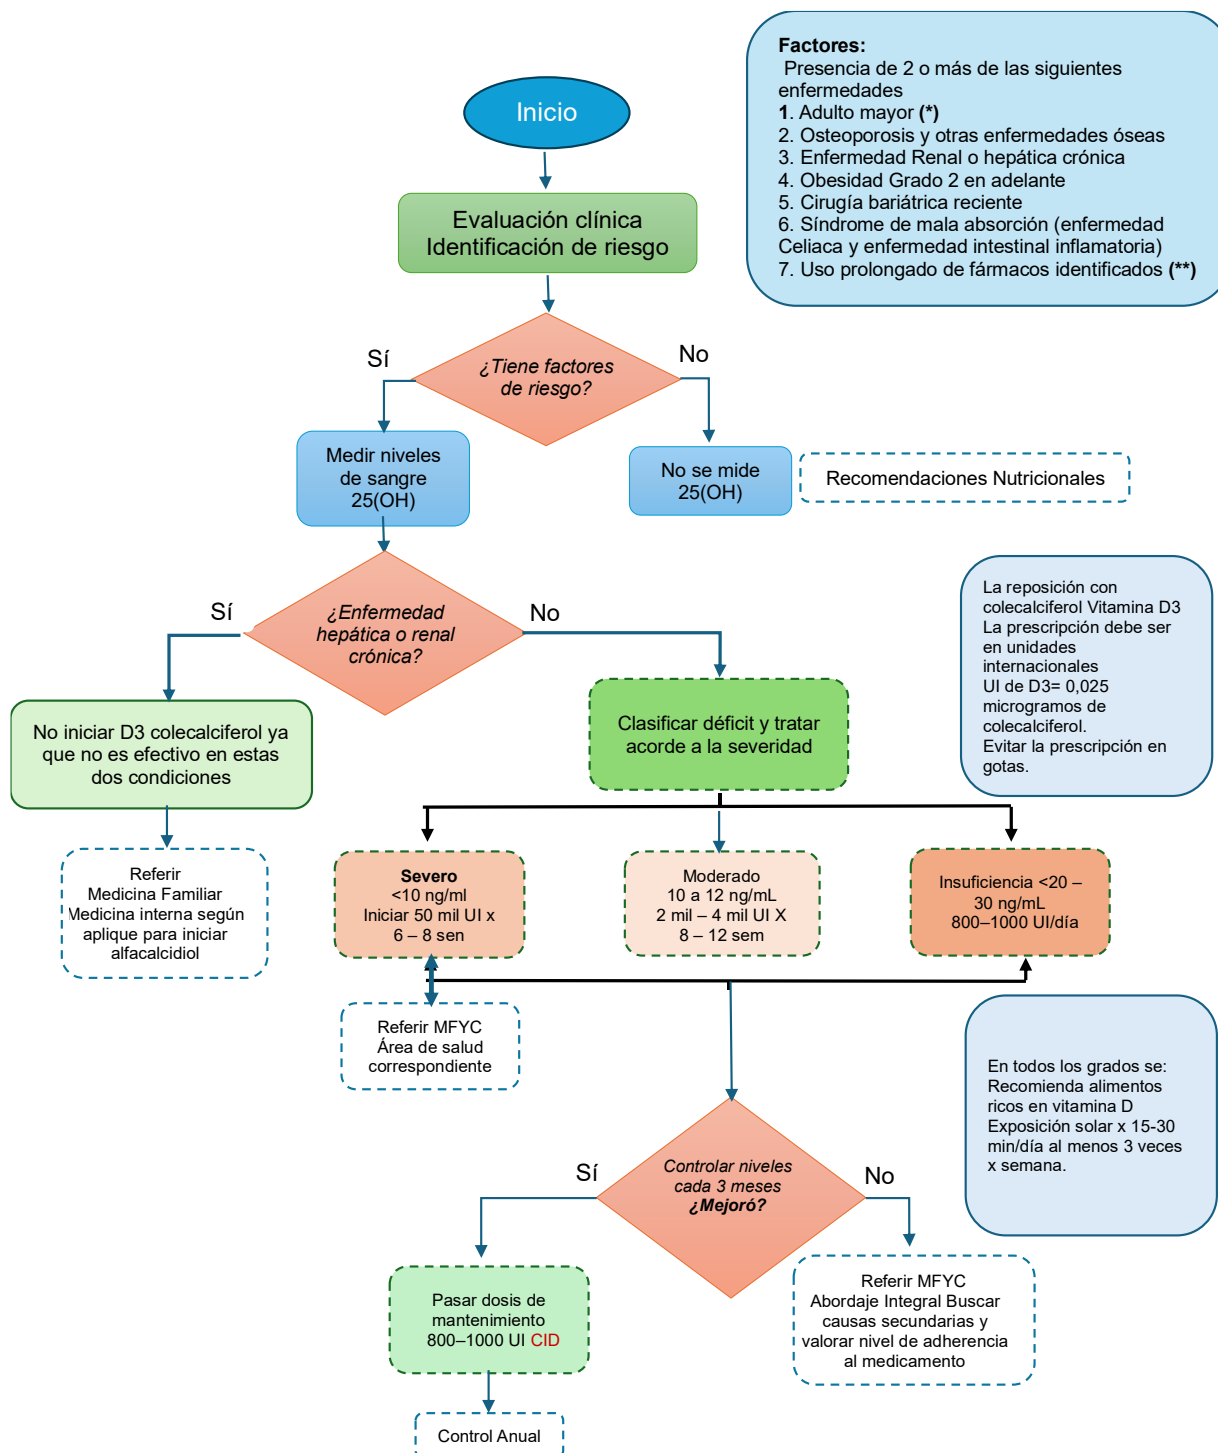 Factores:
Presencia de 2 o más de las siguientes
enfermedades
1. Adulto mayor (*)
2. Osteoporosis y otras enfermedades óseas
3. Enfermedad Renal o hepática crónica
4. Obesidad Grado 2 en adelante
5. Cirugía bariátrica reciente
6. Síndrome de mala absorción (enfermedad
Celiaca y enfermedad intestinal inflamatoria)
7. Uso prolongado de fármacos identificados (**)
Inicio
Evaluación clínica
Identificación de riesgo
¿Tiene factores
de riesgo?
Sí
No
Medir niveles
de sangre
25(OH)
No se mide
25(OH)
Recomendaciones Nutricionales
¿Enfermedad
hepática o renal
crónica?
Sí
No
La reposición con
colecalciferol Vitamina D3
La prescripción debe ser
en unidades
internacionales
UI de D3= 0,025
microgramos de
colecalciferol.
Evitar la prescripción en
gotas.
No iniciar D3 colecalciferol ya
que no es efectivo en estas
dos condiciones
Clasificar déficit y tratar
acorde a la severidad
Referir
Medicina Familiar
Medicina interna según
aplique para iniciar
alfacalcidiol
Severo
<10 ng/ml
Iniciar 50 mil UI x
6 – 8 sen
Moderado
10 a 12 ng/mL
2 mil – 4 mil UI X
8 – 12 sem
Insuficiencia <20 –
30 ng/mL
800–1000 UI/día
Referir MFYC
Área de salud
correspondiente
En todos los grados se:
Recomienda alimentos
ricos en vitamina D
Exposición solar x 15-30
min/día al menos 3 veces
x semana.
Controlar niveles
cada 3 meses
¿Mejoró?
Sí
No
Pasar dosis de
mantenimiento
800–1000 UI CID
Referir MFYC
Abordaje Integral Buscar
causas secundarias y
valorar nivel de adherencia
al medicamento
Control Anual